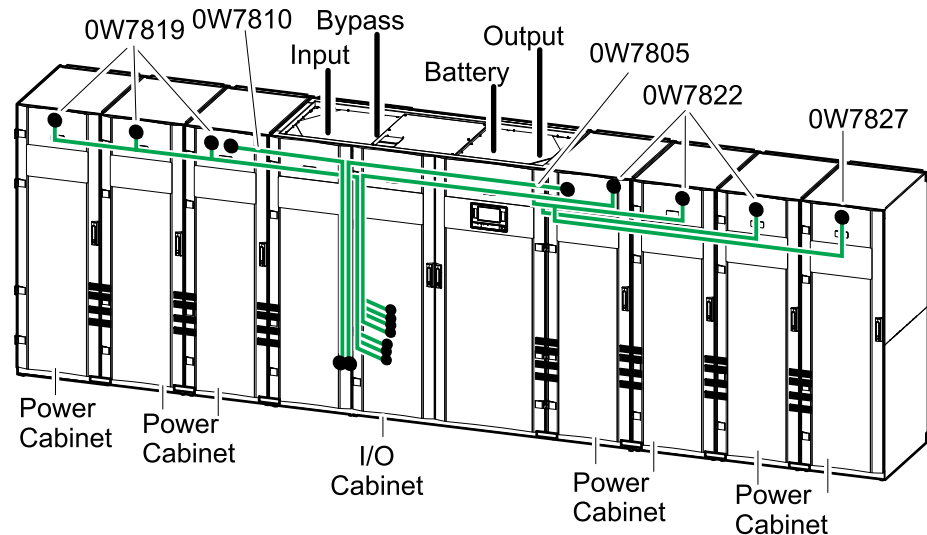 0W7819
0W7810
Bypass
Input
Output
Battery
0W7805
0W7822
0W7827
Power
Cabinet
Power
Cabinet
I/O
Cabinet
Power
Cabinet
Power
Cabinet